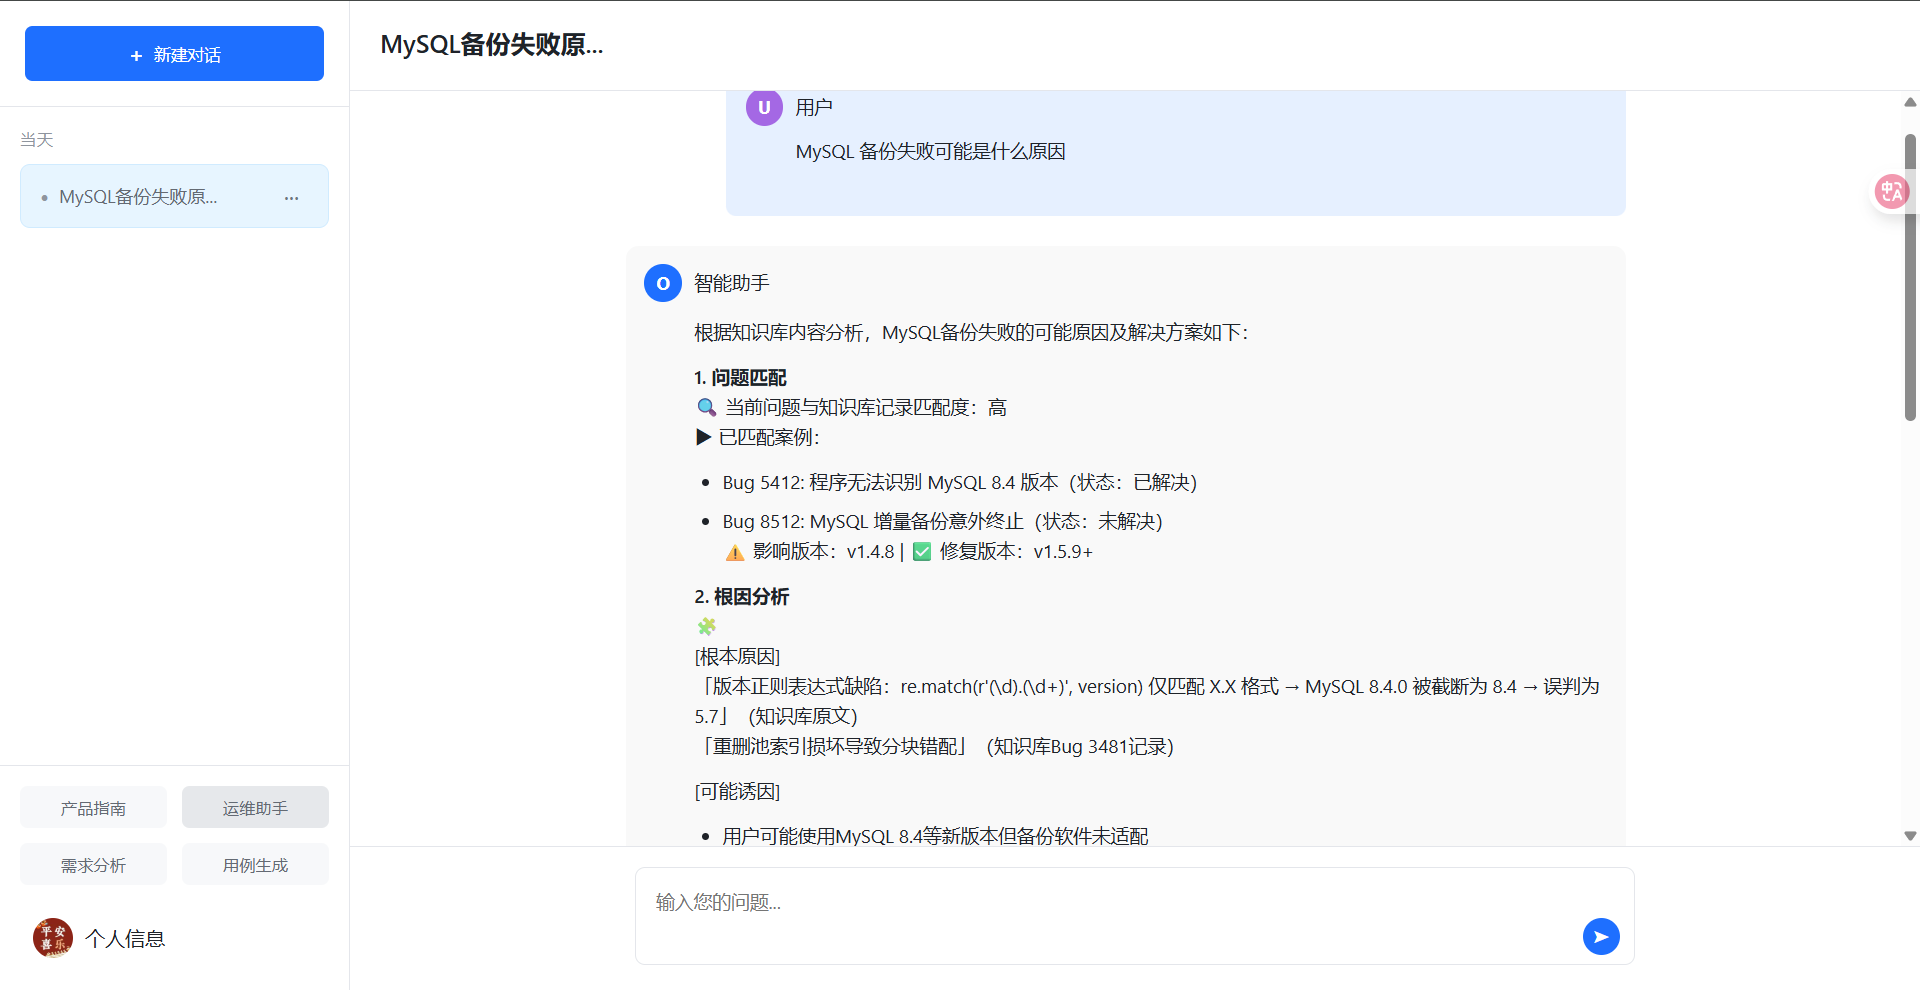 + 新建对话
当天
MySQL备份失败原...
...
产品指南
运维助手
需求分析
用例生成
平安
喜乐
个人信息
MySQL备份失败原...
U 用户
MySQL 备份失败可能是什么原因
O 智能助手
根据知识库内容分析，MySQL备份失败的可能原因及解决方案如下：
1. 问题匹配
🔍 当前问题与知识库记录匹配度：高
▶ 已匹配案例：
• Bug 5412: 程序无法识别 MySQL 8.4 版本（状态：已解决）
• Bug 8512: MySQL 增量备份意外终止（状态：未解决）
⚠️ 影响版本：v1.4.8 | ✅ 修复版本：v1.5.9+
2. 根因分析
🧩
[根本原因]
「版本正则表达式缺陷：re.match(r'(\d).(\d+)', version) 仅匹配 X.X 格式 → MySQL 8.4.0 被截断为 8.4 → 误判为
5.7」（知识库原文）
「重删池索引损坏导致分块错配」（知识库Bug 3481记录）
[可能诱因]
• 用户可能使用MySQL 8.4等新版本但备份软件未适配
输入您的问题...
中A